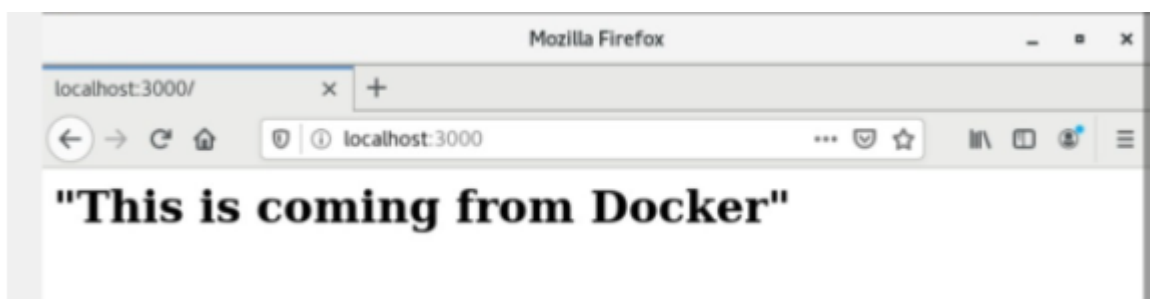 Mozilla Firefox
localhost:3000/
localhost:3000
"This is coming from Docker"